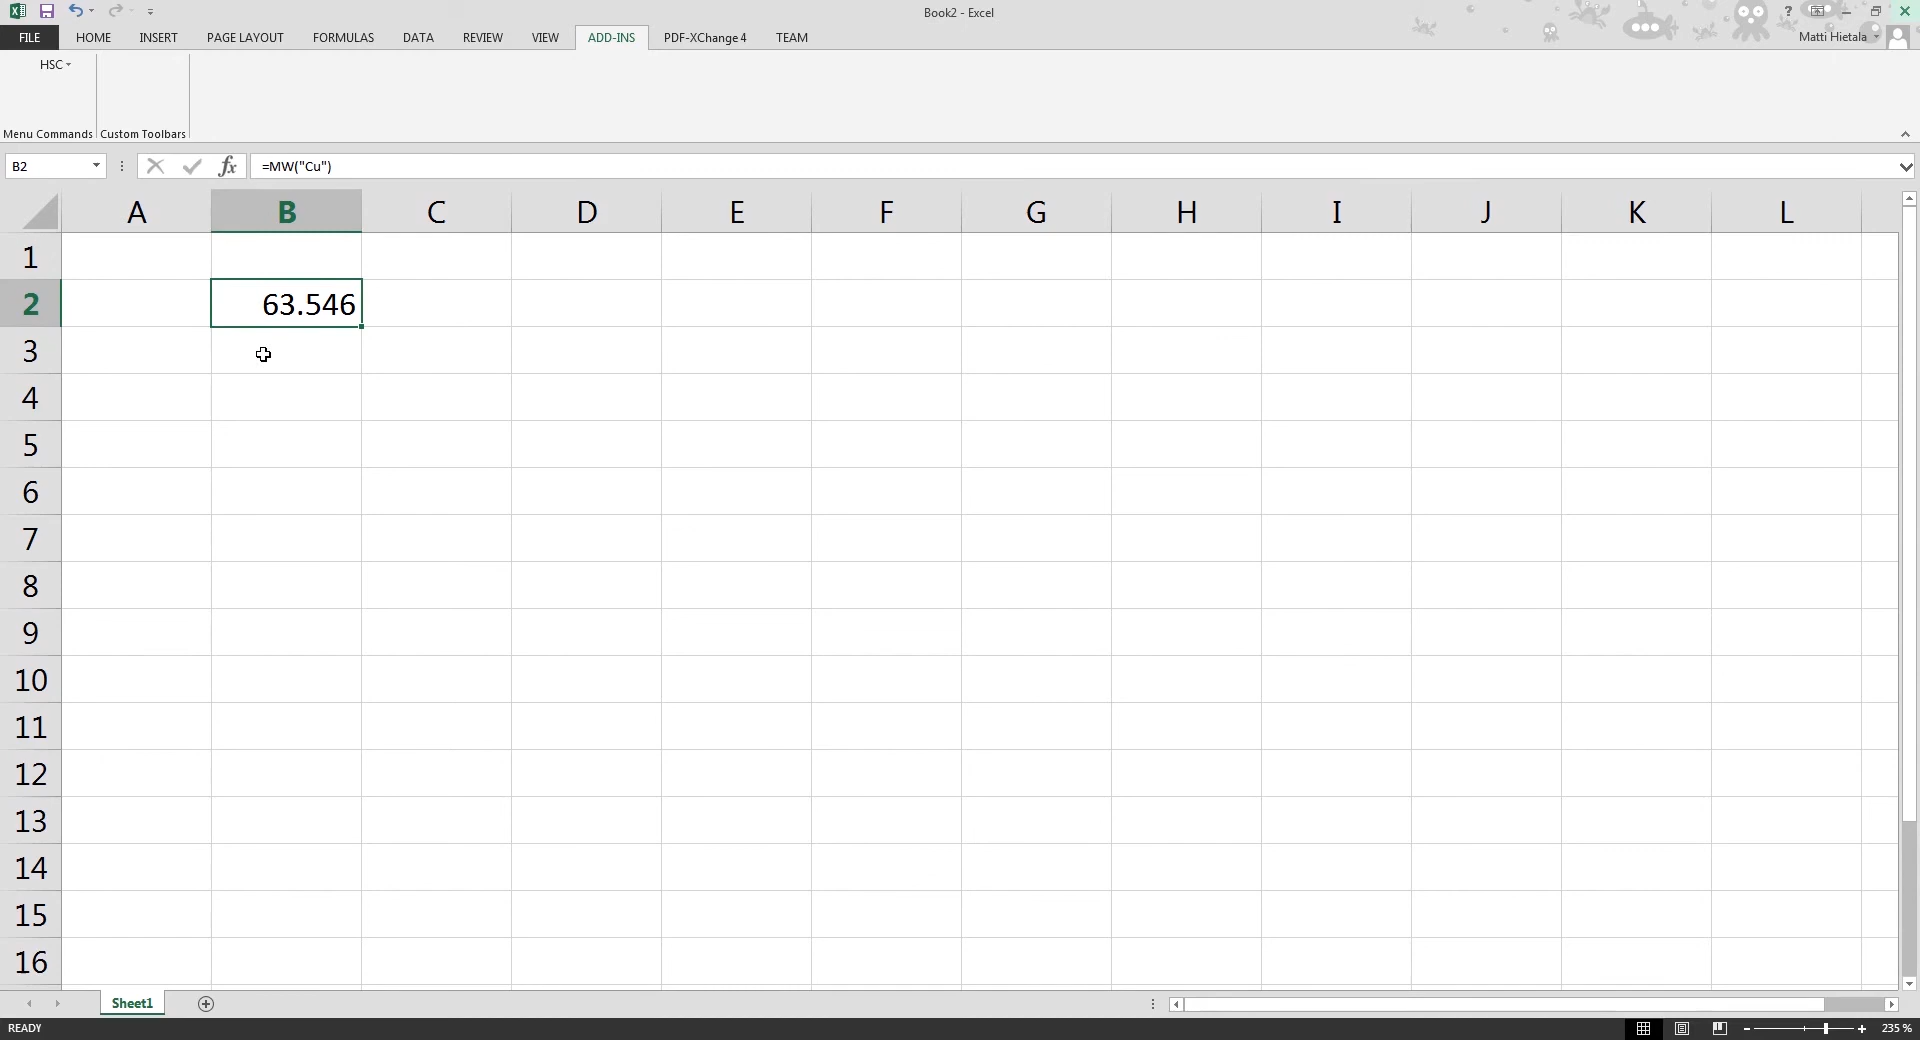 Book2 - Excel
?
FILE HOME INSERT PAGE LAYOUT FORMULAS DATA REVIEW VIEW ADD-INS PDF-XChange 4 TEAM
Matti Hietala
HSC
Menu Commands Custom Toolbars
B2 fx =MW("Cu")
A B C D E F G H I J K L
1
2 63.546
3
4
5
6
7
8
9
10
11
12
13
14
15
16
Sheet1
READY 235 %